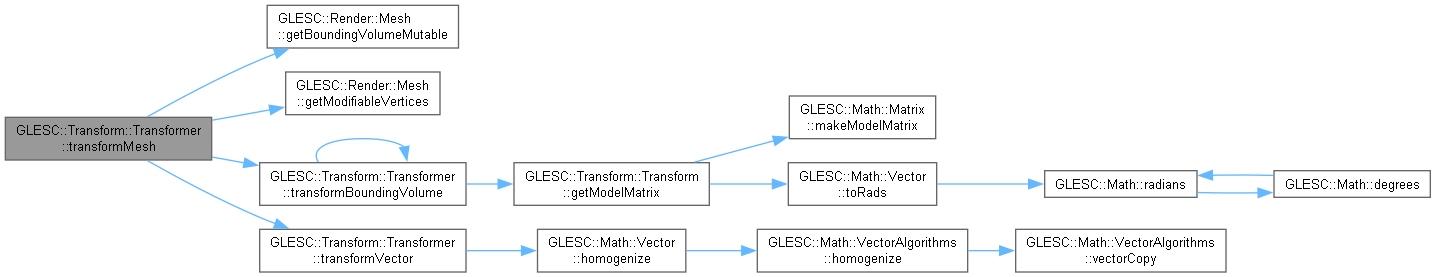 GLESC::Transform::Transformer
::transformMesh
GLESC::Render::Mesh
::getBoundingVolumeMutable
GLESC::Render::Mesh
::getModifiableVertices
GLESC::Transform::Transformer
::transformBoundingVolume
GLESC::Transform::Transformer
::transformVector
GLESC::Transform::Transform
::getModelMatrix
GLESC::Math::Vector
::homogenize
GLESC::Math::Matrix
::makeModelMatrix
GLESC::Math::Vector
::toRads
GLESC::Math::VectorAlgorithms
::homogenize
GLESC::Math::radians
GLESC::Math::VectorAlgorithms
::vectorCopy
GLESC::Math::degrees